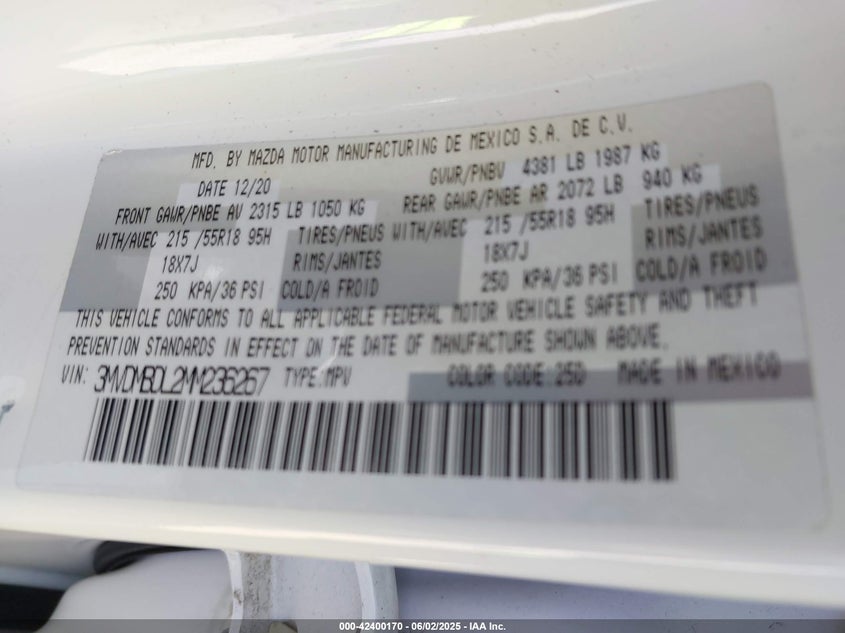 MFD. BY MAZDA MOTOR MANUFACTURING DE MEXICO S.A. DE C.V.
DATE 12/20 GVWR/PNBV 4381 LB 1987 KG
FRONT GAWR/PNBE AV 2315 LB 1050 KG REAR GAWR/PNBE AR 2072 LB 940 KG
WITH/AVEC 215 /55R18 95H TIRES/PNEUS WITH/AVEC 215 /55R18 95H TIRES/PNEUS
18X7J RIMS/JANTES 18X7J RIMS/JANTES
250 KPA/36 PSI COLD/A FROID 250 KPA/36 PSI COLD/A FROID
THIS VEHICLE CONFORMS TO ALL APPLICABLE FEDERAL MOTOR VEHICLE SAFETY AND THEFT
PREVENTION STANDARDS IN EFFECT ON THE DATE OF MANUFACTURE SHOWN ABOVE.
VIN: 3MVDMBDL2MM236267 TYPE:MPV COLOR CODE:25D MADE IN MEXICO
000-42400170 - 06/02/2025 - IAA Inc.